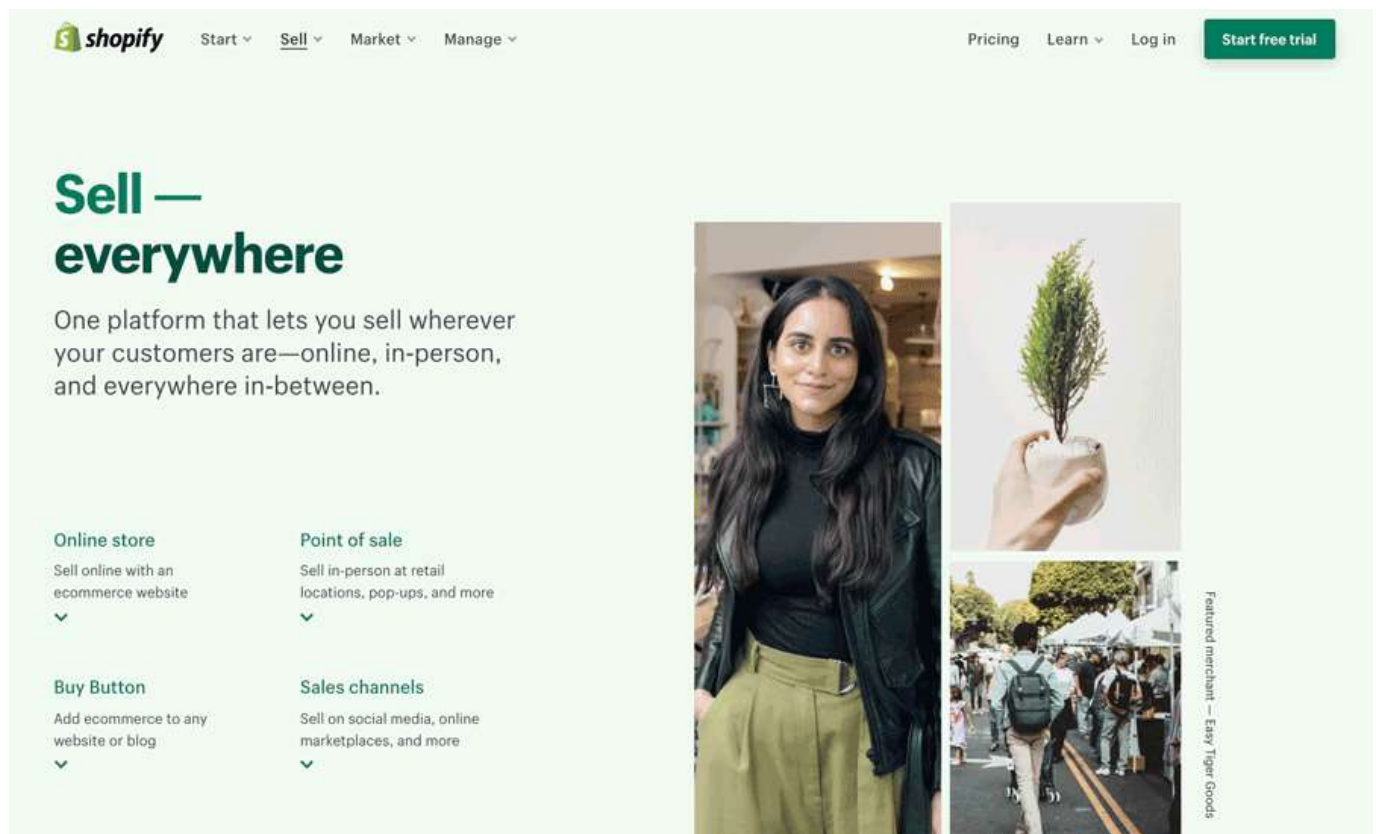 shopify
Start
Sell
Market
Manage
Pricing
Learn
Log in
Start free trial
Sell —
everywhere
One platform that lets you sell wherever
your customers are—online, in-person,
and everywhere in-between.
Online store
Sell online with an
ecommerce website
Point of sale
Sell in-person at retail
locations, pop-ups, and more
Buy Button
Add ecommerce to any
website or blog
Sales channels
Sell on social media, online
marketplaces, and more
Featured merchant — Easy Tiger Goods